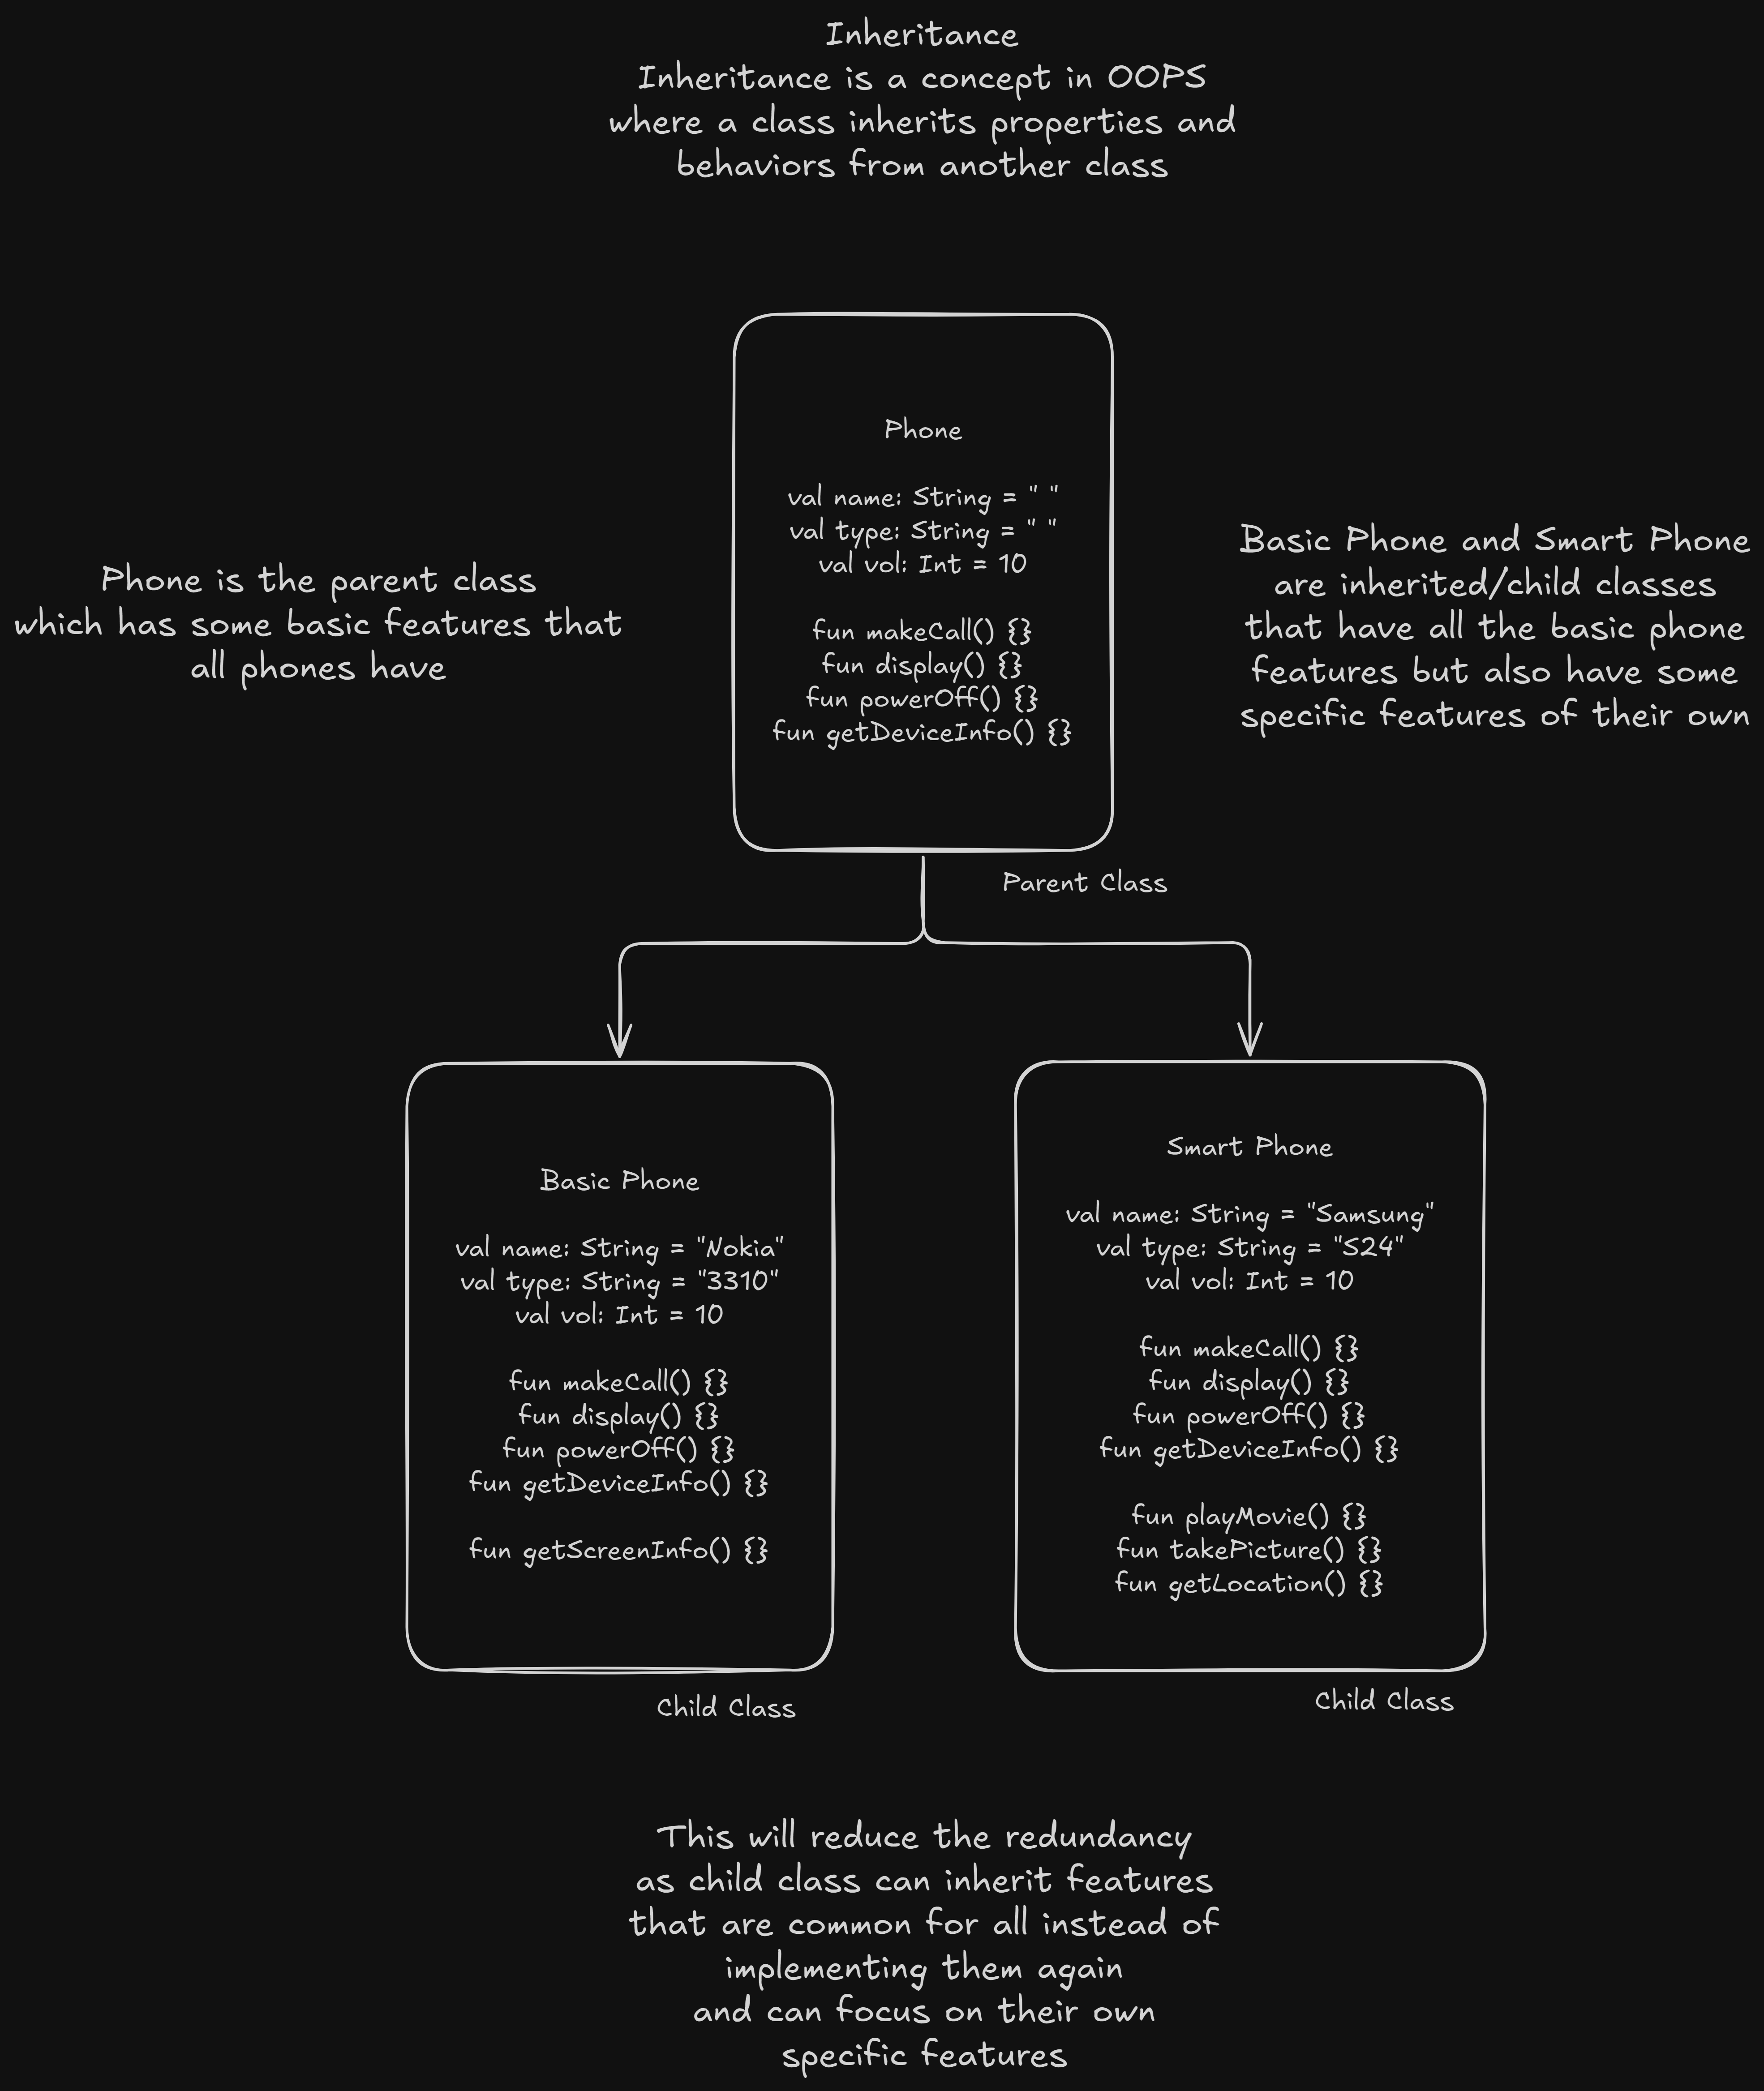 Inheritance
Inheritance is a concept in OOPS
where a class inherits properties and
behaviors from another class
Phone
val name: String = " "
val type: String = " "
val vol: Int = 10
fun makeCall() {}
fun display() {}
fun powerOff() {}
fun getDeviceInfo() {}
Phone is the parent class
which has some basic features that
all phones have
Basic Phone and Smart Phone
are inherited/child classes
that have all the basic phone
features but also have some
specific features of their own
Parent Class
Basic Phone
val name: String = "Nokia"
val type: String = "3310"
val vol: Int = 10
fun makeCall() {}
fun display() {}
fun powerOff() {}
fun getDeviceInfo() {}
fun getScreenInfo() {}
Child Class
Smart Phone
val name: String = "Samsung"
val type: String = "S24"
val vol: Int = 10
fun makeCall() {}
fun display() {}
fun powerOff() {}
fun getDeviceInfo() {}
fun playMovie() {}
fun takePicture() {}
fun getLocation() {}
Child Class
This will reduce the redundancy
as child class can inherit features
that are common for all instead of
implementing them again
and can focus on their own
specific features